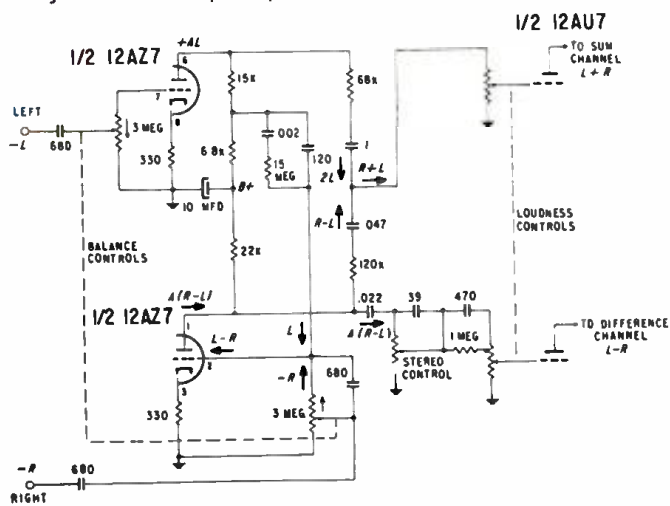 1/2 12AU7
+AL
1/2 12AZ7
6
7
8
LEFT
-L
680
3 MEG
330
10 MFD
15K
6.8K
B+
.002
15 MEG
120
68K
.1
2L
R+L
R-L
.047
120K
TO SUM CHANNEL L+R
LOUDNESS CONTROLS
BALANCE CONTROLS
22K
A(R-L)
1/2 12AZ7
1
2
3
L-R
L
-R
330
3 MEG
680
.022
A(R-L)
39
470
1 MEG
STEREO CONTROL
TO DIFFERENCE CHANNEL L-R
-R
680
RIGHT